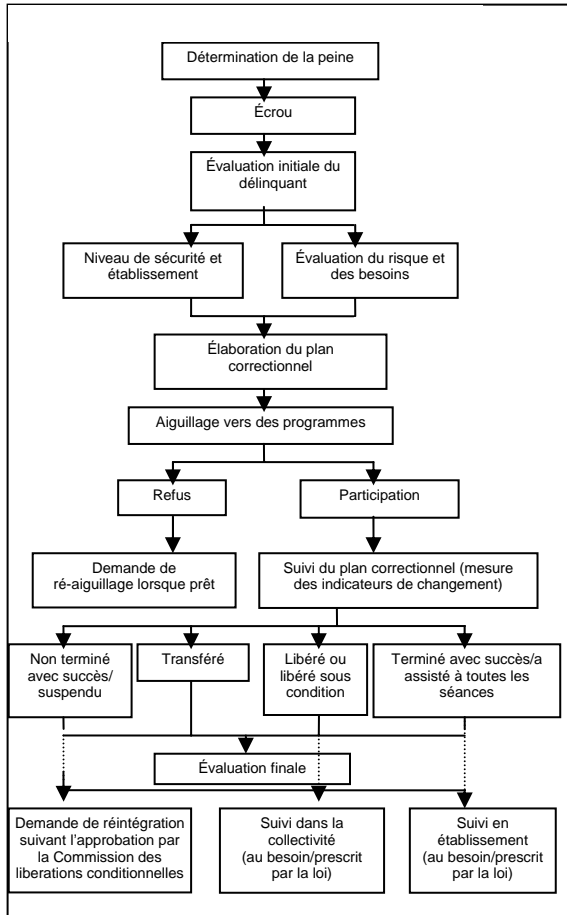 Détermination de la peine
Écrou
Évaluation initiale du
délinquant
Niveau de sécurité et
établissement
Évaluation du risque et
des besoins
Élaboration du plan
correctionnel
Aiguillage vers des programmes
Refus
Participation
Demande de
ré-aiguillage lorsque prêt
Suivi du plan correctionnel (mesure
des indicateurs de changement)
Non terminé
avec succès/
suspendu
Transféré
Libéré ou
libéré sous
condition
Terminé avec succès/a
assisté à toutes les
séances
Évaluation finale
Demande de réintégration
suivant l'approbation par
la Commission des
liberations conditionnelles
Suivi dans la
collectivité
(au besoin/prescrit
par la loi)
Suivi en
établissement
(au besoin/prescrit
par la loi)